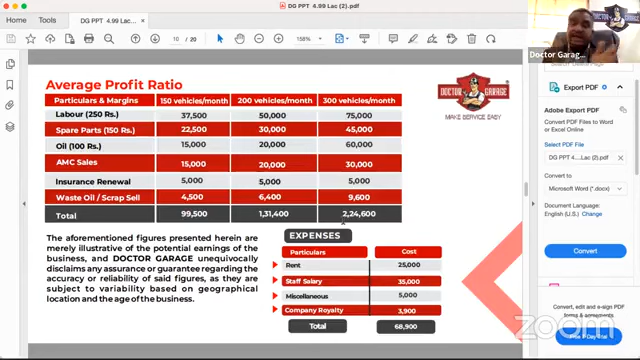 DG PPT 4.99 Lac (2).pdf
Home Tools DG PPT 4.99 Lac... ×
10 / 20 158%
Doctor Garag...
Average Profit Ratio
DOCTOR GARAGE
MAKE SERVICE EASY
Particulars & Margins 150 vehicles/month 200 vehicles/month 300 vehicles/month
Labour (250 Rs.) 37,500 50,000 75,000
Spare Parts (150 Rs.) 22,500 30,000 45,000
Oil (100 Rs.) 15,000 20,000 60,000
AMC Sales 15,000 20,000 30,000
Insurance Renewal 5,000 5,000 5,000
Waste Oil / Scrap Sell 4,500 6,400 9,600
Total 99,500 1,31,400 2,24,600
The aforementioned figures presented herein are
merely illustrative of the potential earnings of the
business, and DOCTOR GARAGE unequivocally
disclaims any assurance or guarantee regarding the
accuracy or reliability of said figures, as they are
subject to variability based on geographical
location and the age of the business.
EXPENSES
Particulars Cost
Rent 25,000
Staff Salary 35,000
Miscellaneous 5,000
Company Royalty 3,900
Total 68,900
Export PDF
Adobe Export PDF
Convert PDF Files to Word
or Excel Online
Select PDF File
DG PPT 4....Lac (2).pdf ×
Convert to
Microsoft Word (*.docx)
Document Language:
English (U.S.) Change
Convert
Convert, edit and e-sign PDF
forms & agreements
zoom